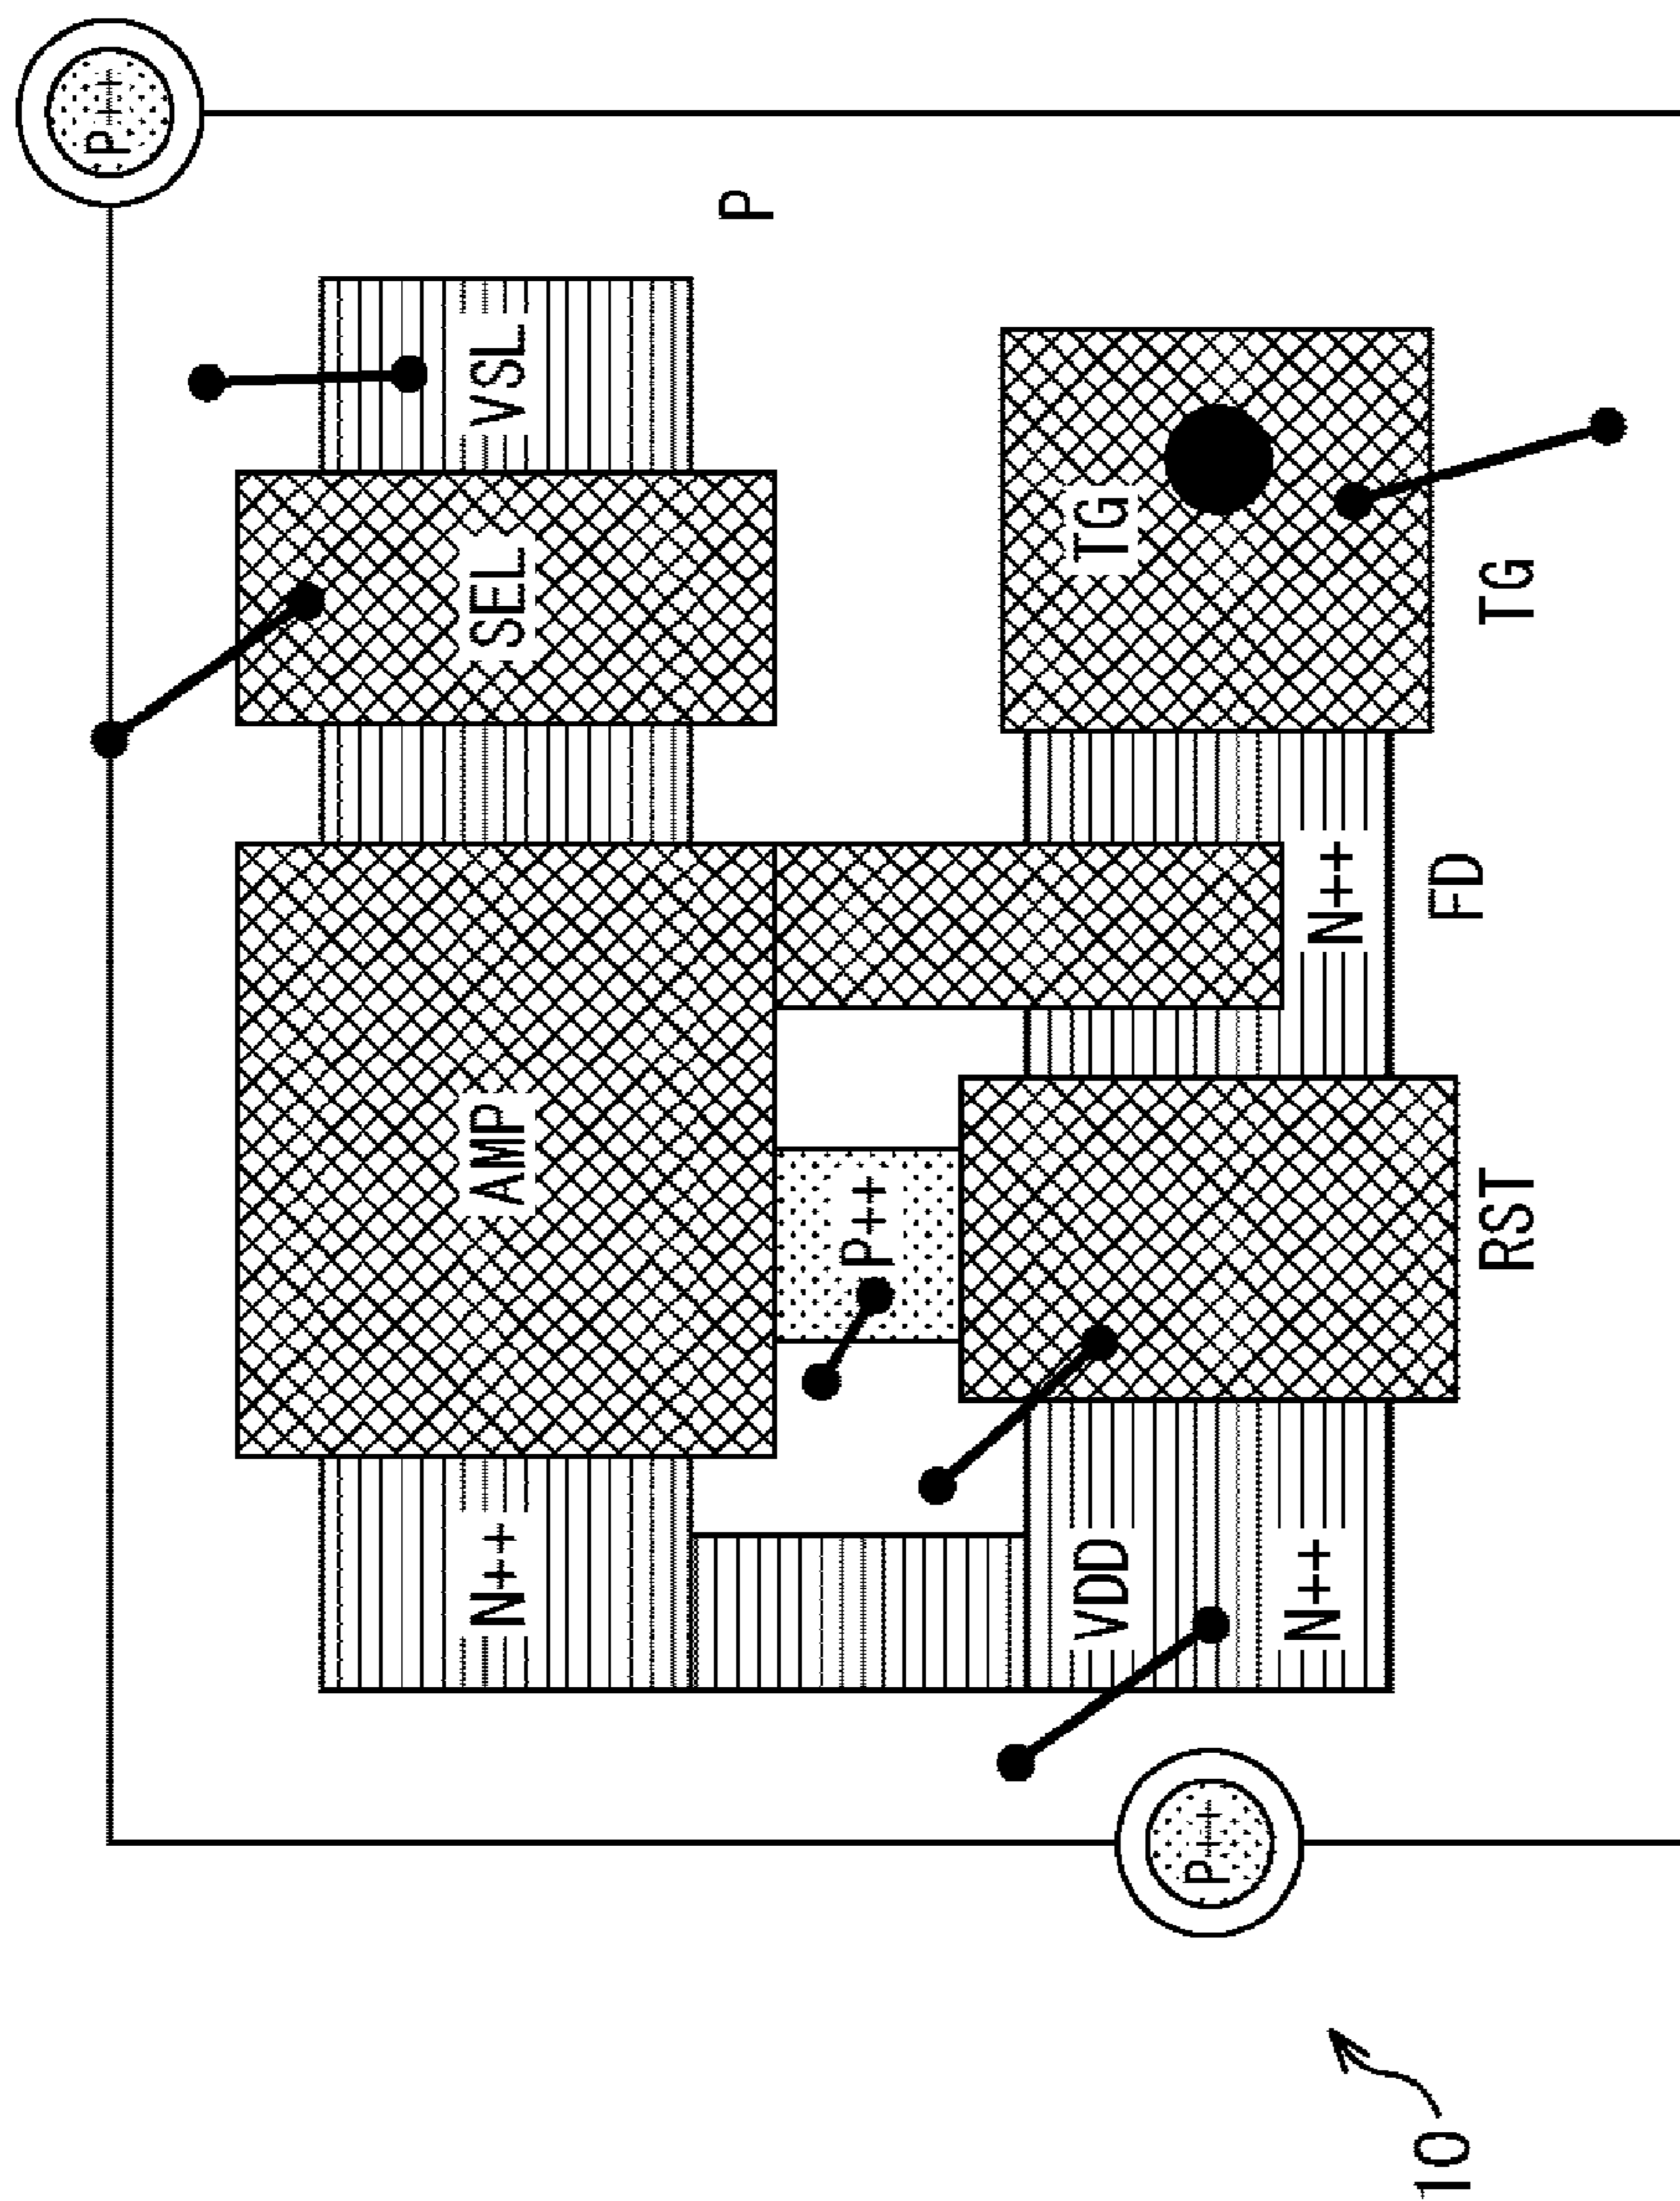 P++
N++ AMP SEL VSL
P
P++
VDD TG
P++
N++ N++
10 FD
RST TG